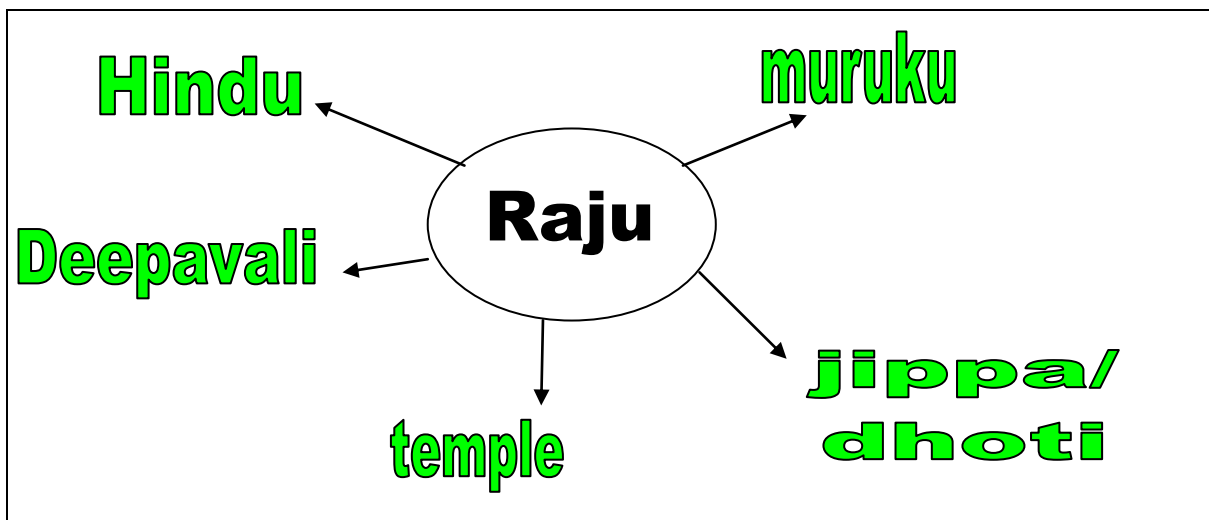 Hindu
muruku
Raju
Deepavali
temple
jippa/
dhoti